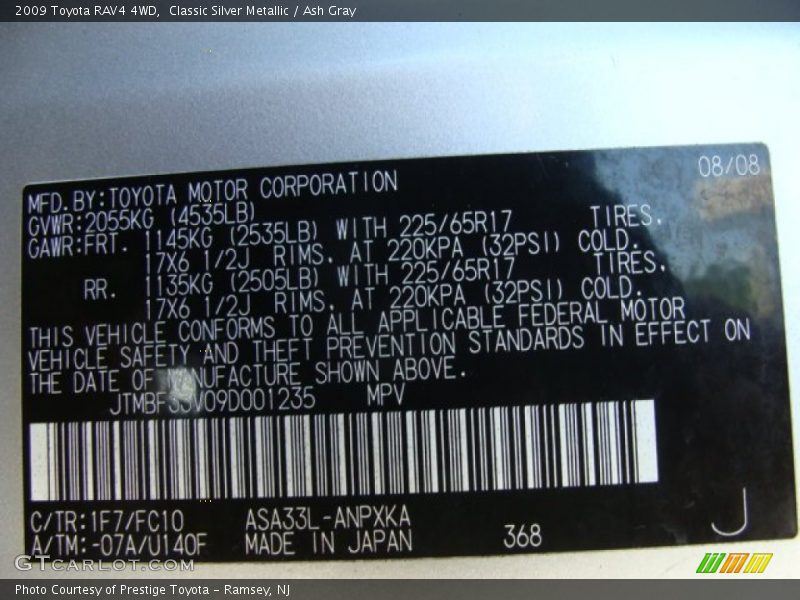 2009 Toyota RAV4 4WD,  Classic Silver Metallic / Ash Gray
08/08
MFD.BY:TOYOTA MOTOR CORPORATION
GVWR:2055KG (4535LB)
GAWR:FRT. 1145KG (2535LB) WITH 225/65R17 TIRES.
17X6 1/2J RIMS. AT 220KPA (32PSI) COLD.
RR. 1135KG (2505LB) WITH 225/65R17 TIRES.
17X6 1/2J RIMS. AT 220KPA (32PSI) COLD.
THIS VEHICLE CONFORMS TO ALL APPLICABLE FEDERAL MOTOR
VEHICLE SAFETY AND THEFT PREVENTION STANDARDS IN EFFECT ON
THE DATE OF MANUFACTURE SHOWN ABOVE.
MPV
C/TR:1F7/FC10 ASA33L-ANPXKA
A/TM:-07A/U140F MADE IN JAPAN 368 J
GTCarLot.com
Photo Courtesy of Prestige Toyota - Ramsey, NJ